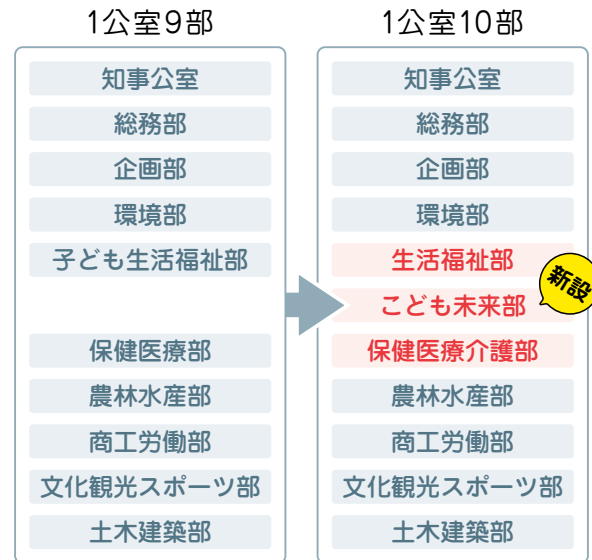 1公室9部
知事公室
総務部
企画部
環境部
子ども生活福祉部
保健医療部
農林水産部
商工労働部
文化観光スポーツ部
土木建築部
1公室10部
知事公室
総務部
企画部
環境部
生活福祉部
こども未来部
新設
保健医療介護部
農林水産部
商工労働部
文化観光スポーツ部
土木建築部